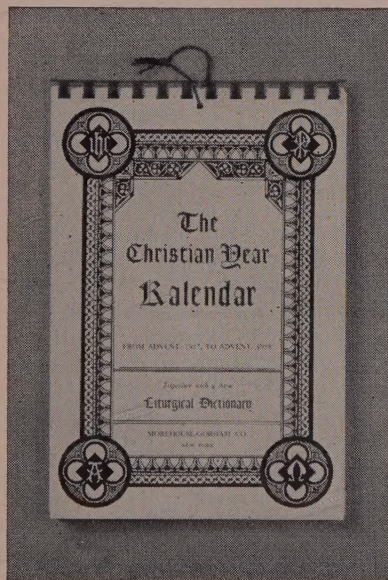 The
Christian Year
Kalendar
FROM ADVENT, TO ADVENT,
Together with a New
Liturgical Dictionary
MOREHOUSE-GORHAM CO.
NEW YORK